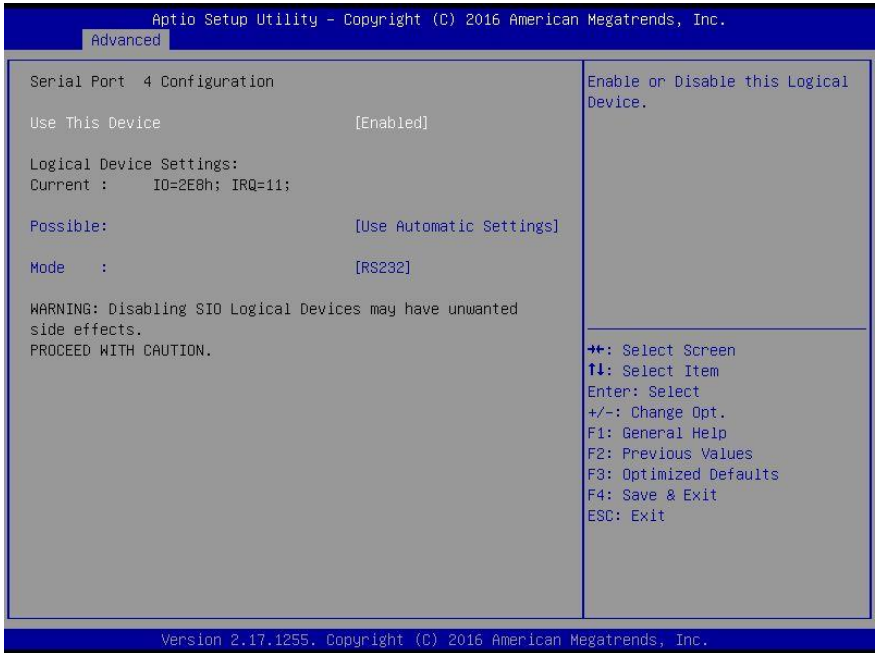 Aptio Setup Utility – Copyright (C) 2016 American Megatrends, Inc.
Advanced
Serial Port  4 Configuration
Use This Device [Enabled]
Logical Device Settings:
Current :     IO=2E8h; IRQ=11;
Possible: [Use Automatic Settings]
Mode    : [RS232]
WARNING: Disabling SIO Logical Devices may have unwanted
side effects.
PROCEED WITH CAUTION.
Enable or Disable this Logical
Device.
→←: Select Screen
↑↓: Select Item
Enter: Select
+/-: Change Opt.
F1: General Help
F2: Previous Values
F3: Optimized Defaults
F4: Save & Exit
ESC: Exit
Version 2.17.1255. Copyright (C) 2016 American Megatrends, Inc.